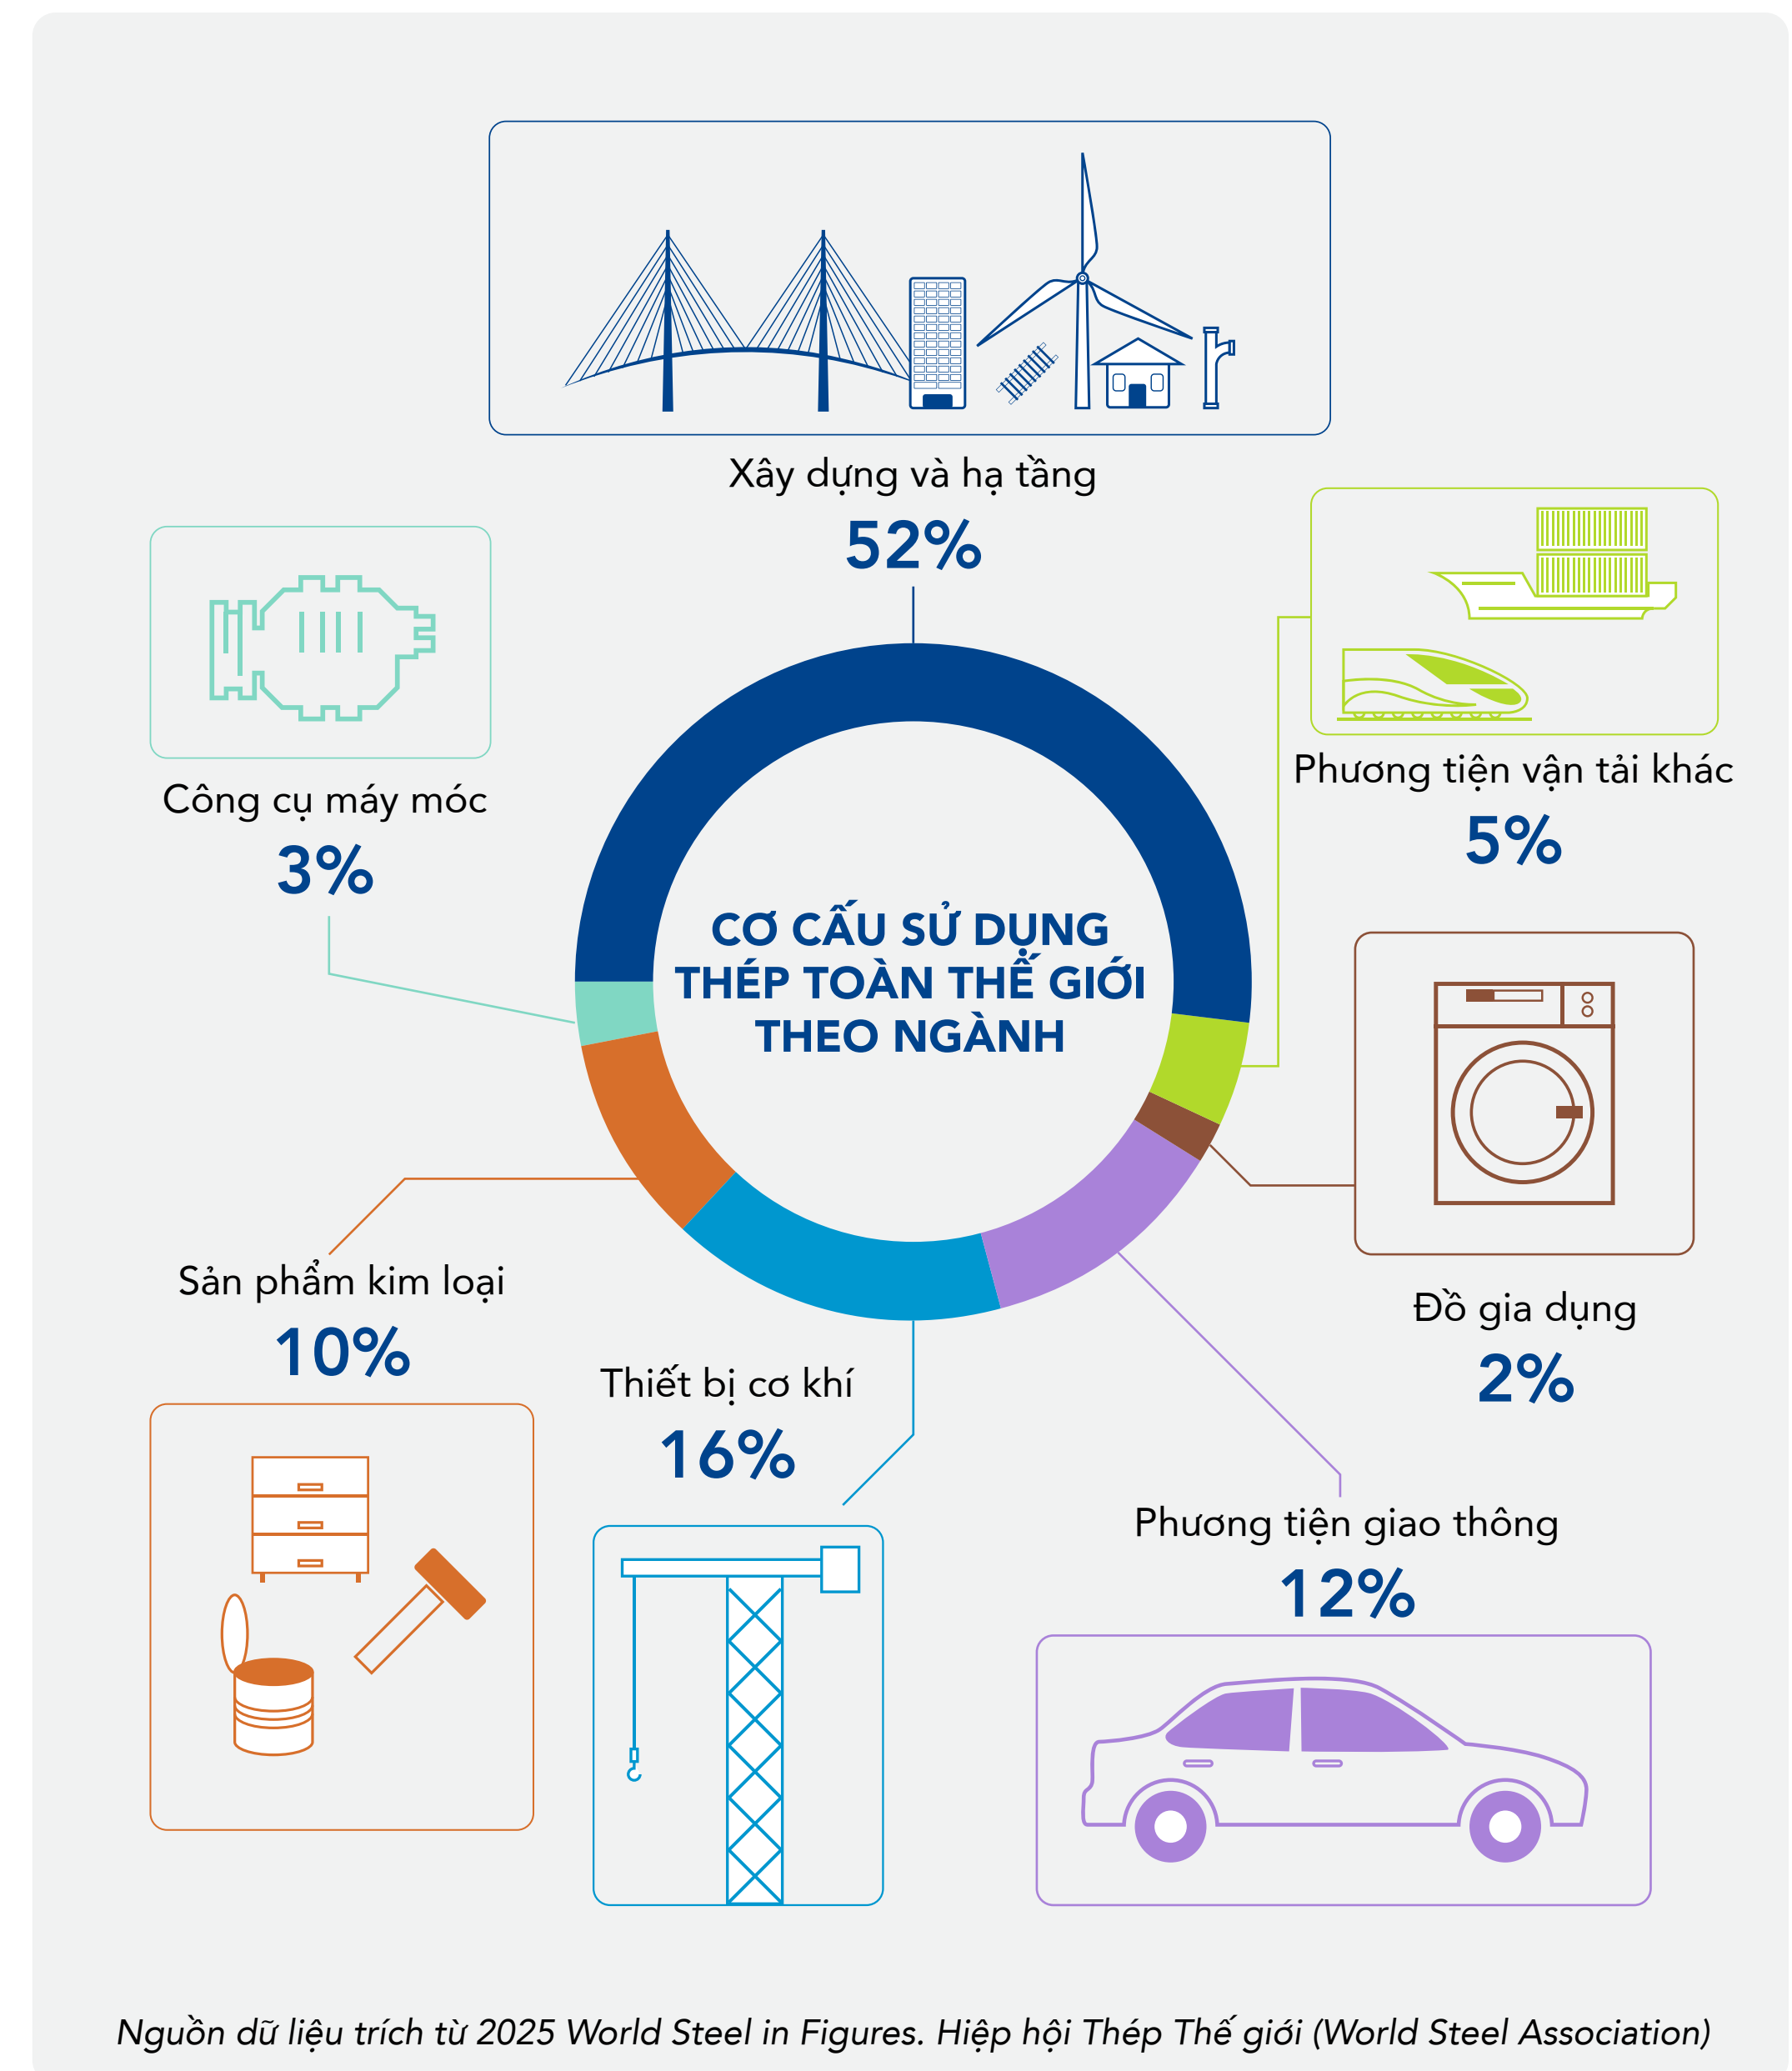 Xây dựng và hạ tầng
52%
Phương tiện vận tải khác
5%
Công cụ máy móc
3%
CƠ CẤU SỬ DỤNG
THÉP TOÀN THẾ GIỚI
THEO NGÀNH
Đồ gia dụng
2%
Sản phẩm kim loại
10%
Thiết bị cơ khí
16%
Phương tiện giao thông
12%
Nguồn dữ liệu trích từ 2025 World Steel in Figures. Hiệp hội Thép Thế giới (World Steel Association)